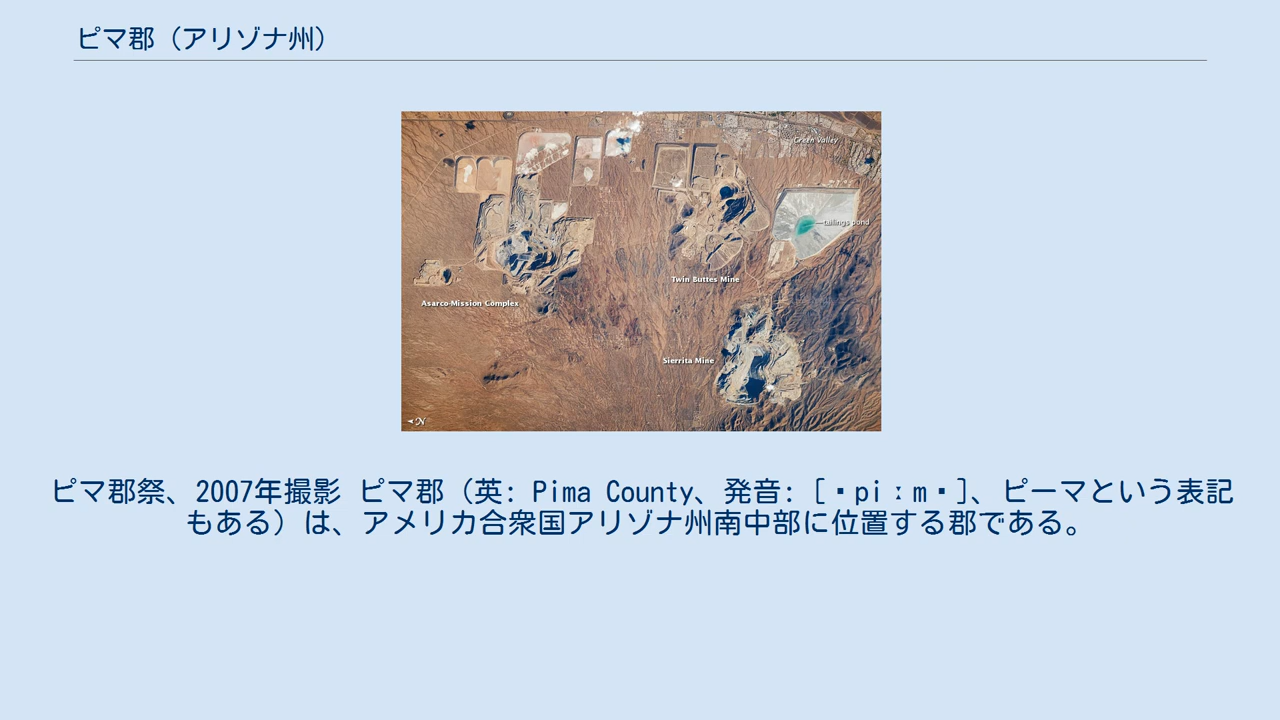 ピマ郡（アリゾナ州）
Green Valley
tailings pond
Twin Buttes Mine
Asarco-Mission Complex
Sierrita Mine
N
ピマ郡祭、2007年撮影 ピマ郡（英: Pima County、発音: [▪piːm▪]、ピーマという表記
もある）は、アメリカ合衆国アリゾナ州南中部に位置する郡である。